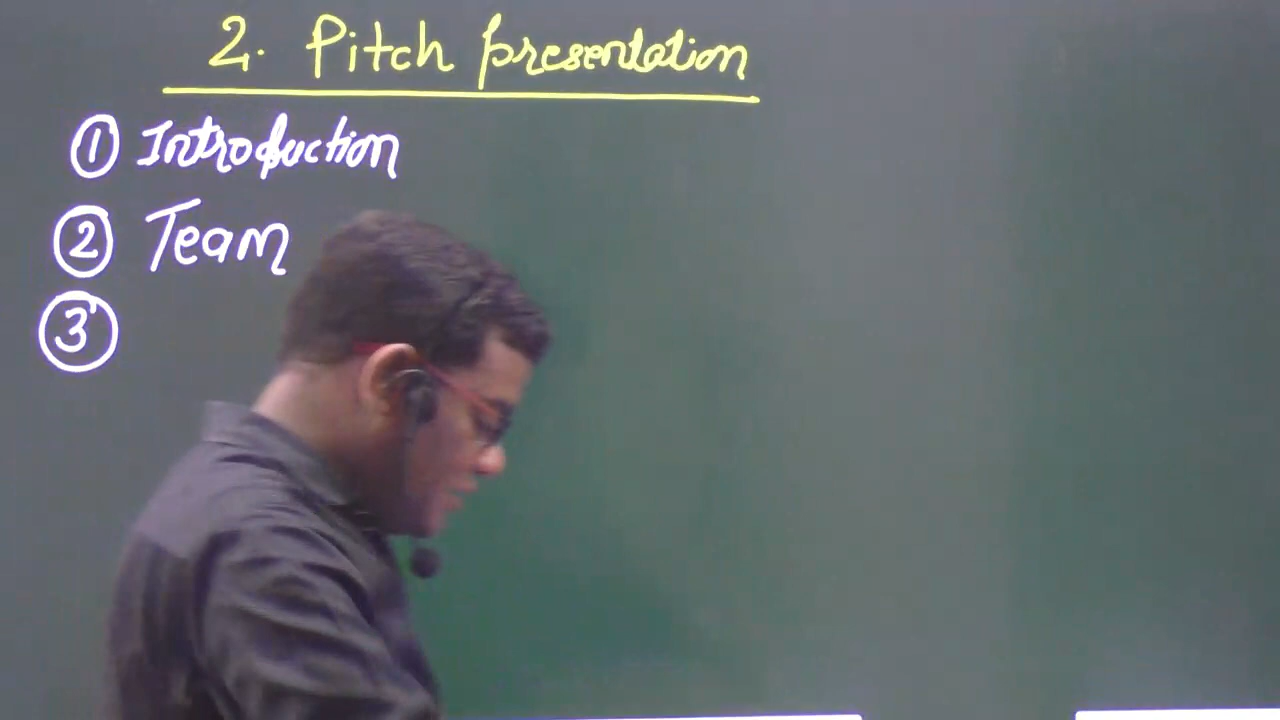 2. Pitch presentation
① Introduction
② Team
③